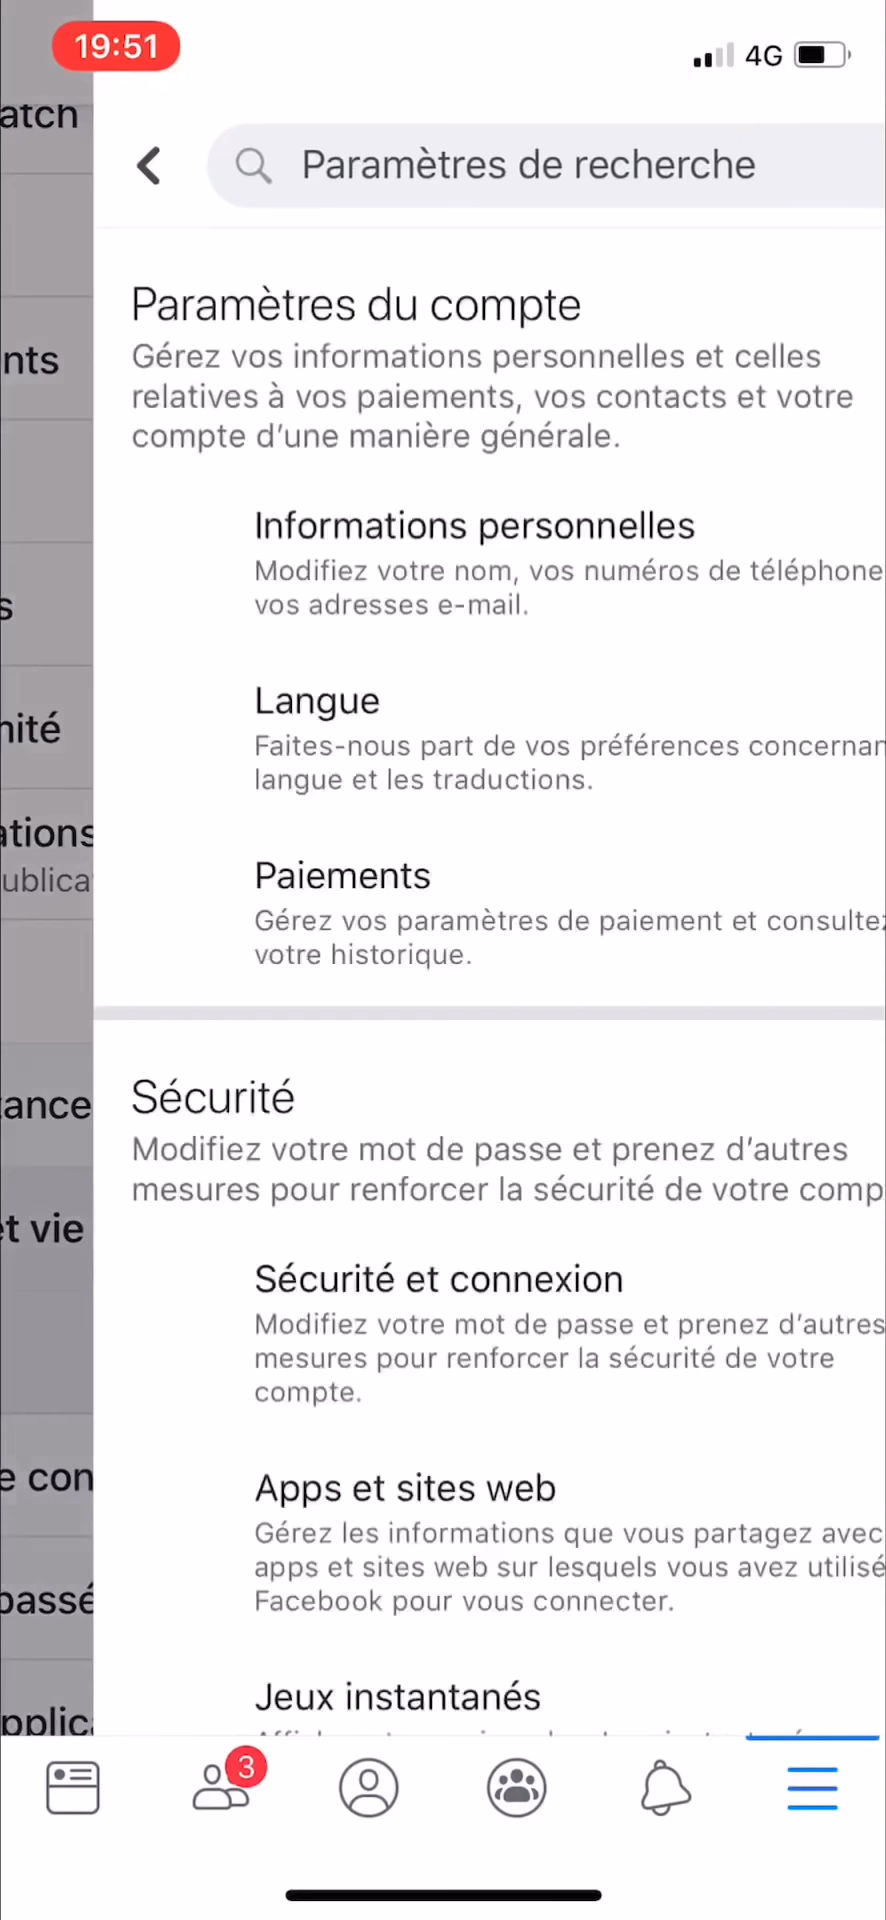 19:51
4G
atch
Paramètres de recherche
Paramètres du compte
Gérez vos informations personnelles et celles
relatives à vos paiements, vos contacts et votre
compte d’une manière générale.
nts
Informations personnelles
Modifiez votre nom, vos numéros de téléphone
vos adresses e-mail.
s
Langue
Faites-nous part de vos préférences concernan
langue et les traductions.
nité
ations
ublica
Paiements
Gérez vos paramètres de paiement et consultez
votre historique.
Sécurité
Modifiez votre mot de passe et prenez d’autres
mesures pour renforcer la sécurité de votre comp
tance
et vie
Sécurité et connexion
Modifiez votre mot de passe et prenez d’autres
mesures pour renforcer la sécurité de votre
compte.
e con
Apps et sites web
Gérez les informations que vous partagez avec
apps et sites web sur lesquels vous avez utilisé
Facebook pour vous connecter.
passé
Jeux instantanés
pplica
3